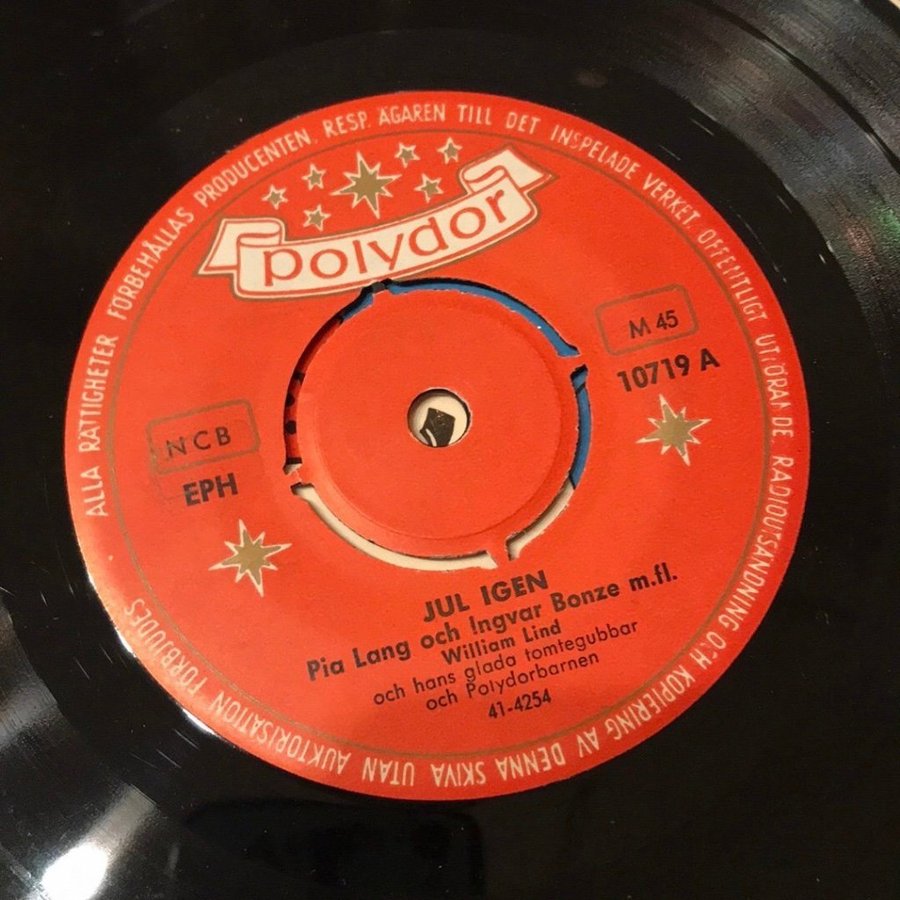 ALLA RÄTTIGHETER FÖRBEHÅLLAS PRODUCENTEN RESP. ÄGAREN TILL DET INSPELADE VERKET. OFFENTLIGT UTFÖRANDE RADIOUTSÄNDNING OCH KOPIERING AV DENNA SKIVA UTAN AUKTORISATION FÖRBJUDES
polydor
M 45
10719 A
NCB
EPH
JUL IGEN
Pia Lang och Ingvar Bonze m.fl.
William Lind
och hans glada tomtegubbar
och Polydorbarnen
41-4254